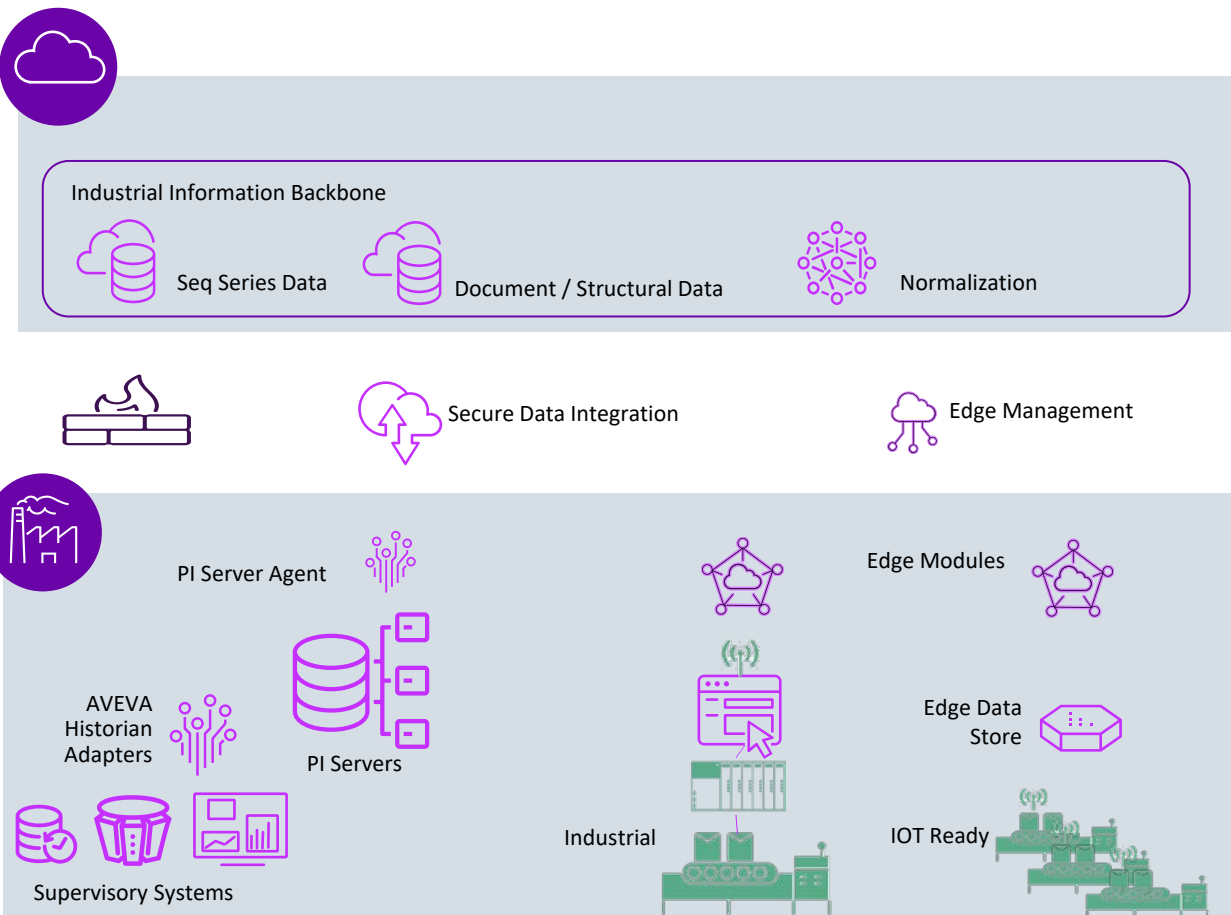 Industrial Information Backbone
Seq Series Data
Document / Structural Data
Normalization
Secure Data Integration
Edge Management
PI Server Agent
Edge Modules
AVEVA
Historian
Adapters
PI Servers
Edge Data
Store
Industrial
IOT Ready
Supervisory Systems